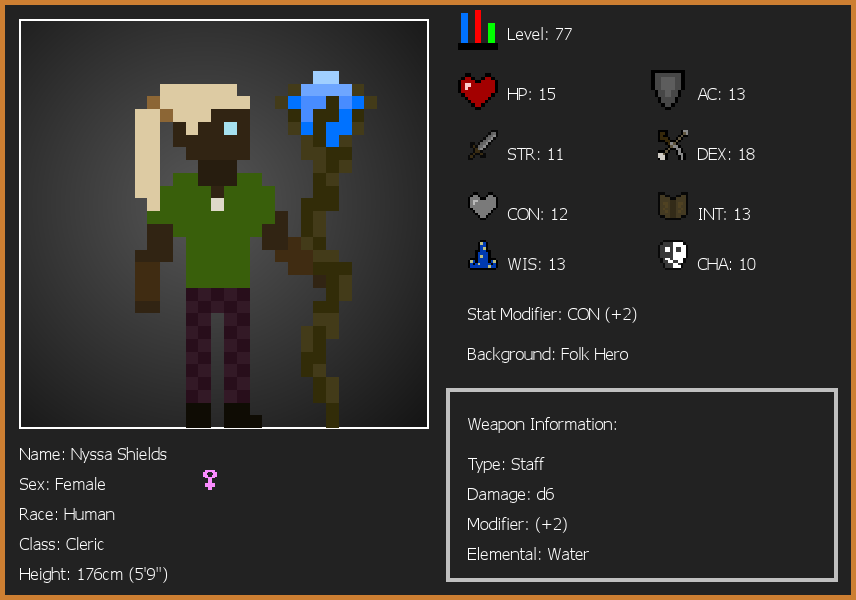 Level: 77
HP: 15
AC: 13
STR: 11
DEX: 18
CON: 12
INT: 13
WIS: 13
CHA: 10
Stat Modifier: CON (+2)
Background: Folk Hero
Weapon Information:
Type: Staff
Damage: d6
Modifier: (+2)
Elemental: Water
Name: Nyssa Shields
Sex: Female
Race: Human
Class: Cleric
Height: 176cm (5'9")